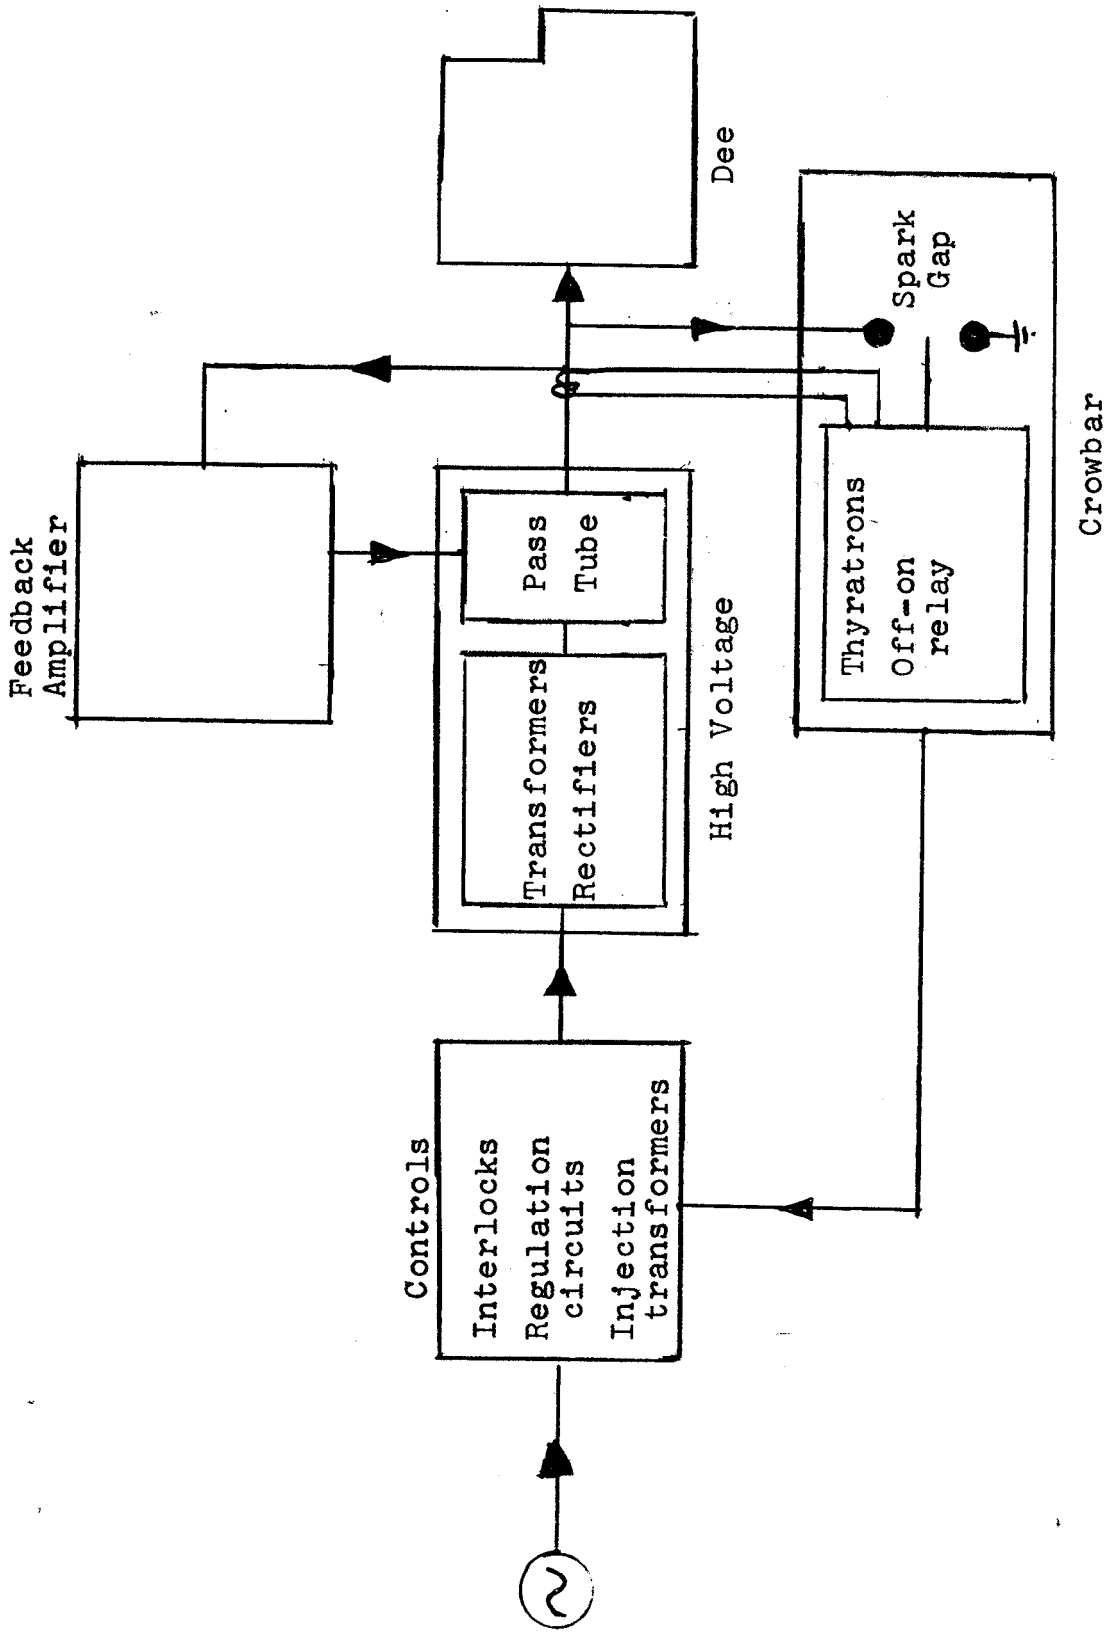 Feedback
Amplifier
Controls
Interlocks
Regulation
circuits
Injection
transformers
Transformers
Rectifiers
Pass
Tube
High Voltage
Dee
Thyratrons
Off-on
relay
Spark
Gap
Crowbar